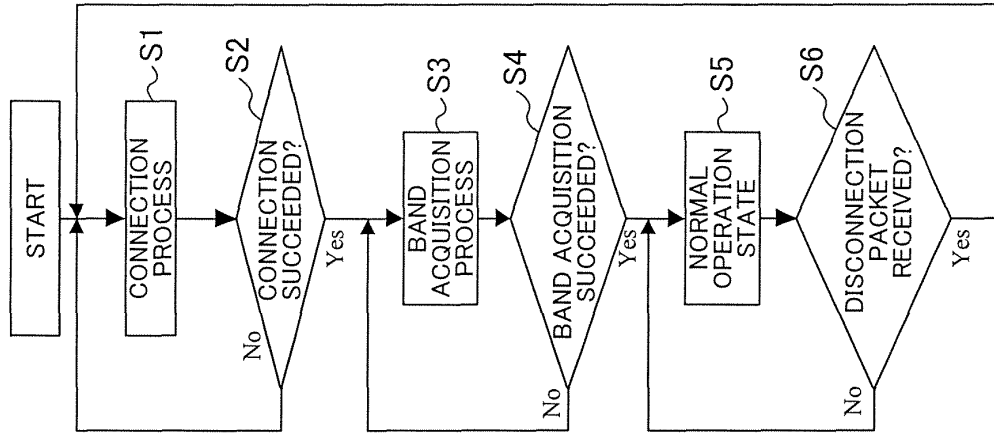 START
CONNECTION
PROCESS
S1
CONNECTION
SUCCEEDED?
S2
No
Yes
BAND
ACQUISITION
PROCESS
S3
BAND ACQUISITION
SUCCEEDED?
S4
No
Yes
NORMAL
OPERATION
STATE
S5
DISCONNECTION
PACKET
RECEIVED?
S6
No
Yes